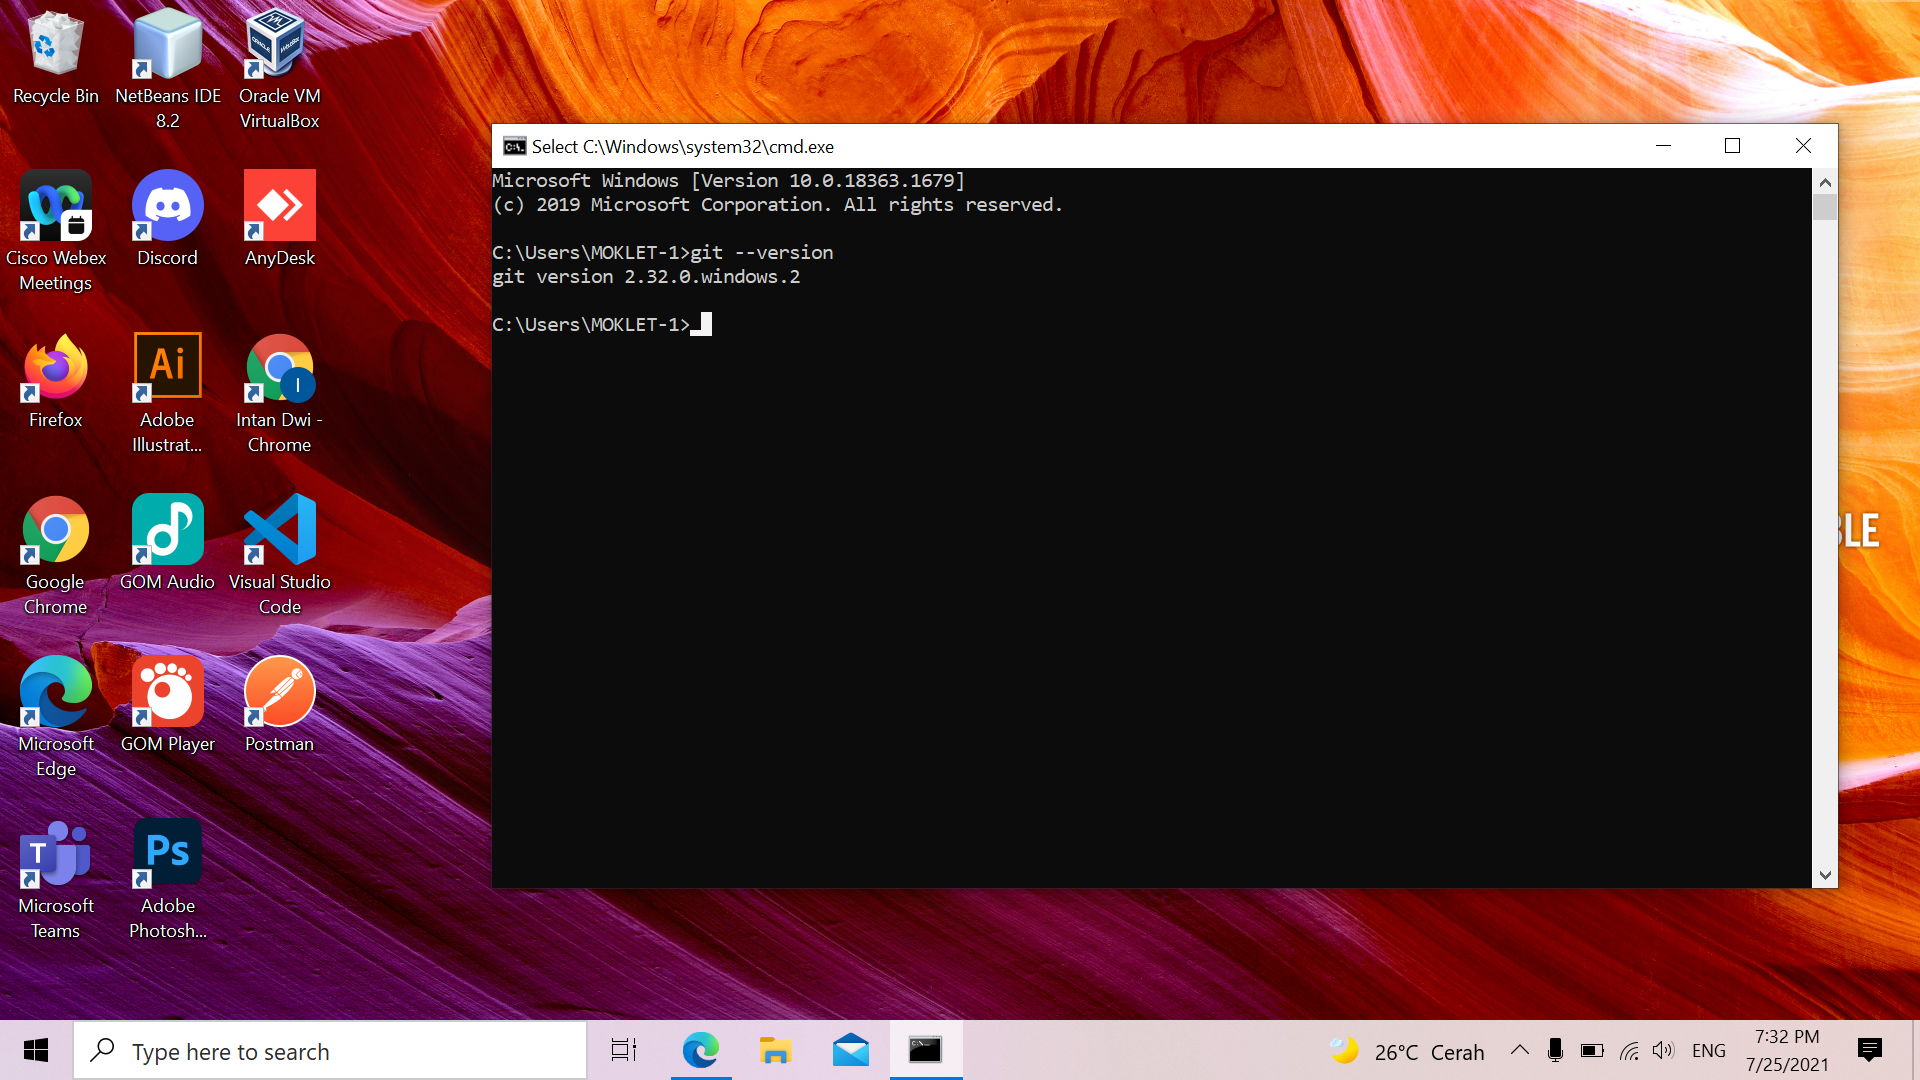 Recycle Bin
NetBeans IDE
8.2
Oracle VM
VirtualBox
Cisco Webex
Meetings
Discord
AnyDesk
Firefox
Ai
Adobe
Illustrat...
I
Intan Dwi -
Chrome
Google
Chrome
GOM Audio
Visual Studio
Code
Microsoft
Edge
GOM Player
Postman
T
Microsoft
Teams
Ps
Adobe
Photosh...
Select C:\Windows\system32\cmd.exe
Microsoft Windows [Version 10.0.18363.1679]
(c) 2019 Microsoft Corporation. All rights reserved.
C:\Users\MOKLET-1>git --version
git version 2.32.0.windows.2
C:\Users\MOKLET-1>
Type here to search
26°C Cerah
ENG
7:32 PM
7/25/2021